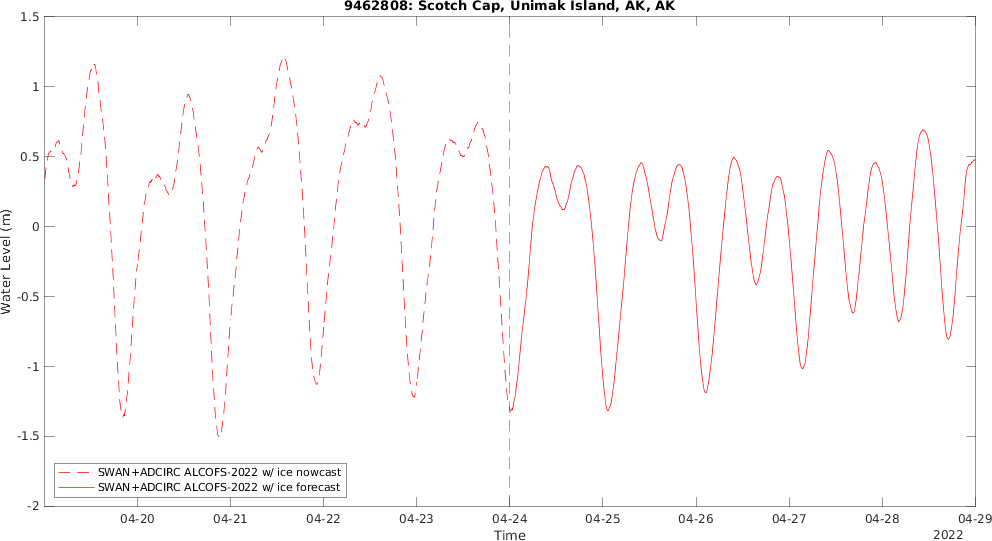 9462808: Scotch Cap, Unimak Island, AK, AK
1.5
1
0.5
0
-0.5
-1
-1.5
-2
Water Level (m)
SWAN+ADCIRC ALCOFS-2022 w/ ice nowcast
SWAN+ADCIRC ALCOFS-2022 w/ ice forecast
04-20 04-21 04-22 04-23 04-24 04-25 04-26 04-27 04-28 04-29
Time
2022